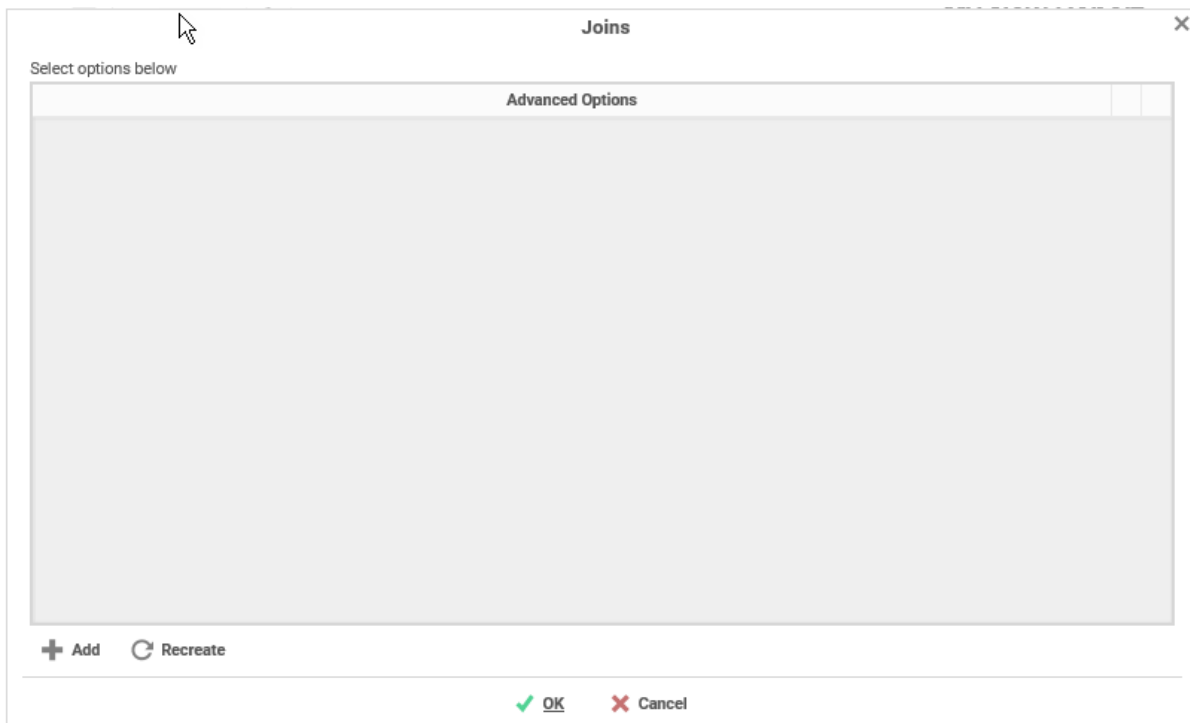 Joins
Select options below
Advanced Options
Add Recreate
OK Cancel